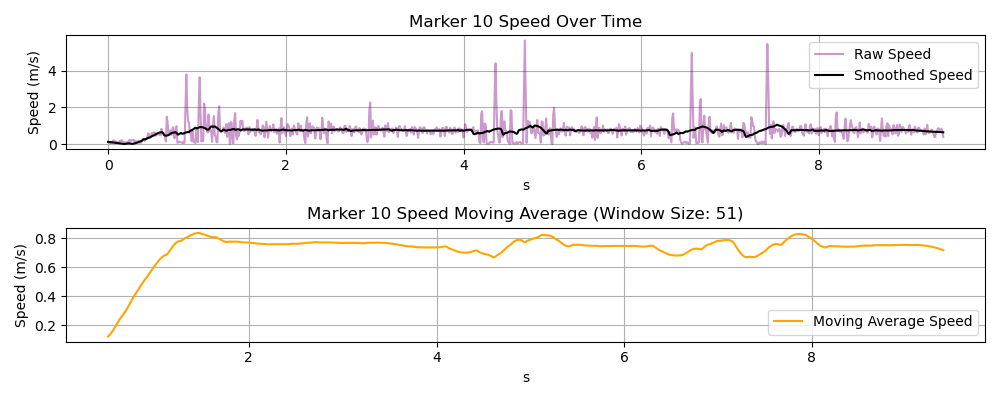 Marker 10 Speed Over Time
Speed (m/s)
4
2
0
Raw Speed
Smoothed Speed
0 2 4 6 8
s
Marker 10 Speed Moving Average (Window Size: 51)
Speed (m/s)
0.8
0.6
0.4
0.2
Moving Average Speed
2 4 6 8
s